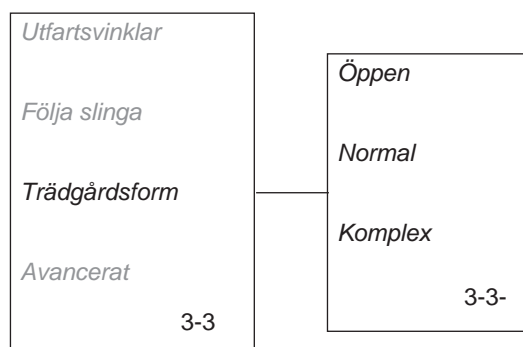 Utfartsvinklar
Följa slinga
Trädgårdsform
Avancerat
3-3
Öppen
Normal
Komplex
3-3-